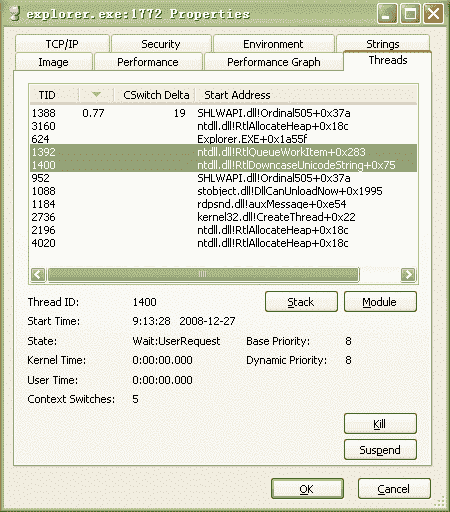 explorer.exe:1772 Properties
TCP/IP Security Environment Strings
Image Performance Performance Graph Threads
TID CSwitch Delta Start Address
1388 0.77 19 SHLWAPI.dll!Ordinal505+0x37a
3160 ntdll.dll!RtlAllocateHeap+0x18c
624 Explorer.EXE+0x1a55f
1392 ntdll.dll!RtlQueueWorkItem+0x283
1400 ntdll.dll!RtlDowncaseUnicodeString+0x75
952 SHLWAPI.dll!Ordinal505+0x37a
1088 stobject.dll!DllCanUnloadNow+0x1995
1184 rdpsnd.dll!auxMessage+0xe54
2736 kernel32.dll!CreateThread+0x22
2196 ntdll.dll!RtlAllocateHeap+0x18c
4020 ntdll.dll!RtlAllocateHeap+0x18c
Thread ID: 1400 Stack Module
Start Time: 9:13:28 2008-12-27
State: Wait:UserRequest Base Priority: 8
Kernel Time: 0:00:00.000 Dynamic Priority: 8
User Time: 0:00:00.000
Context Switches: 5
Kill
Suspend
OK Cancel